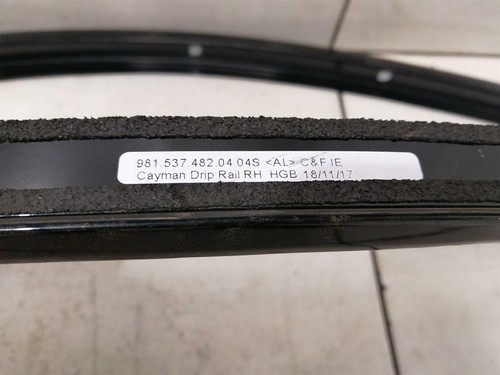 981.537.482.04 04S <AL> C&F IE
Cayman Drip Rail RH HGB 18/11/17